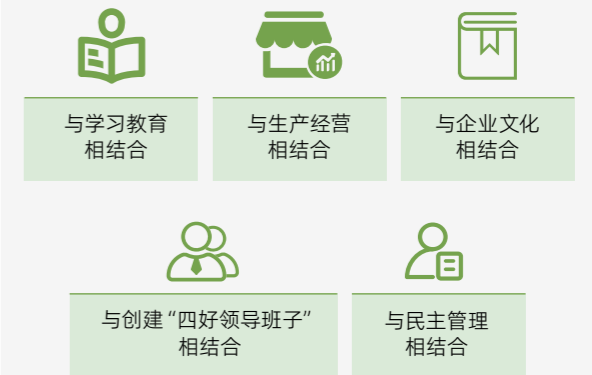 与学习教育
相结合
与生产经营
相结合
与企业文化
相结合
与创建“四好领导班子”
相结合
与民主管理
相结合